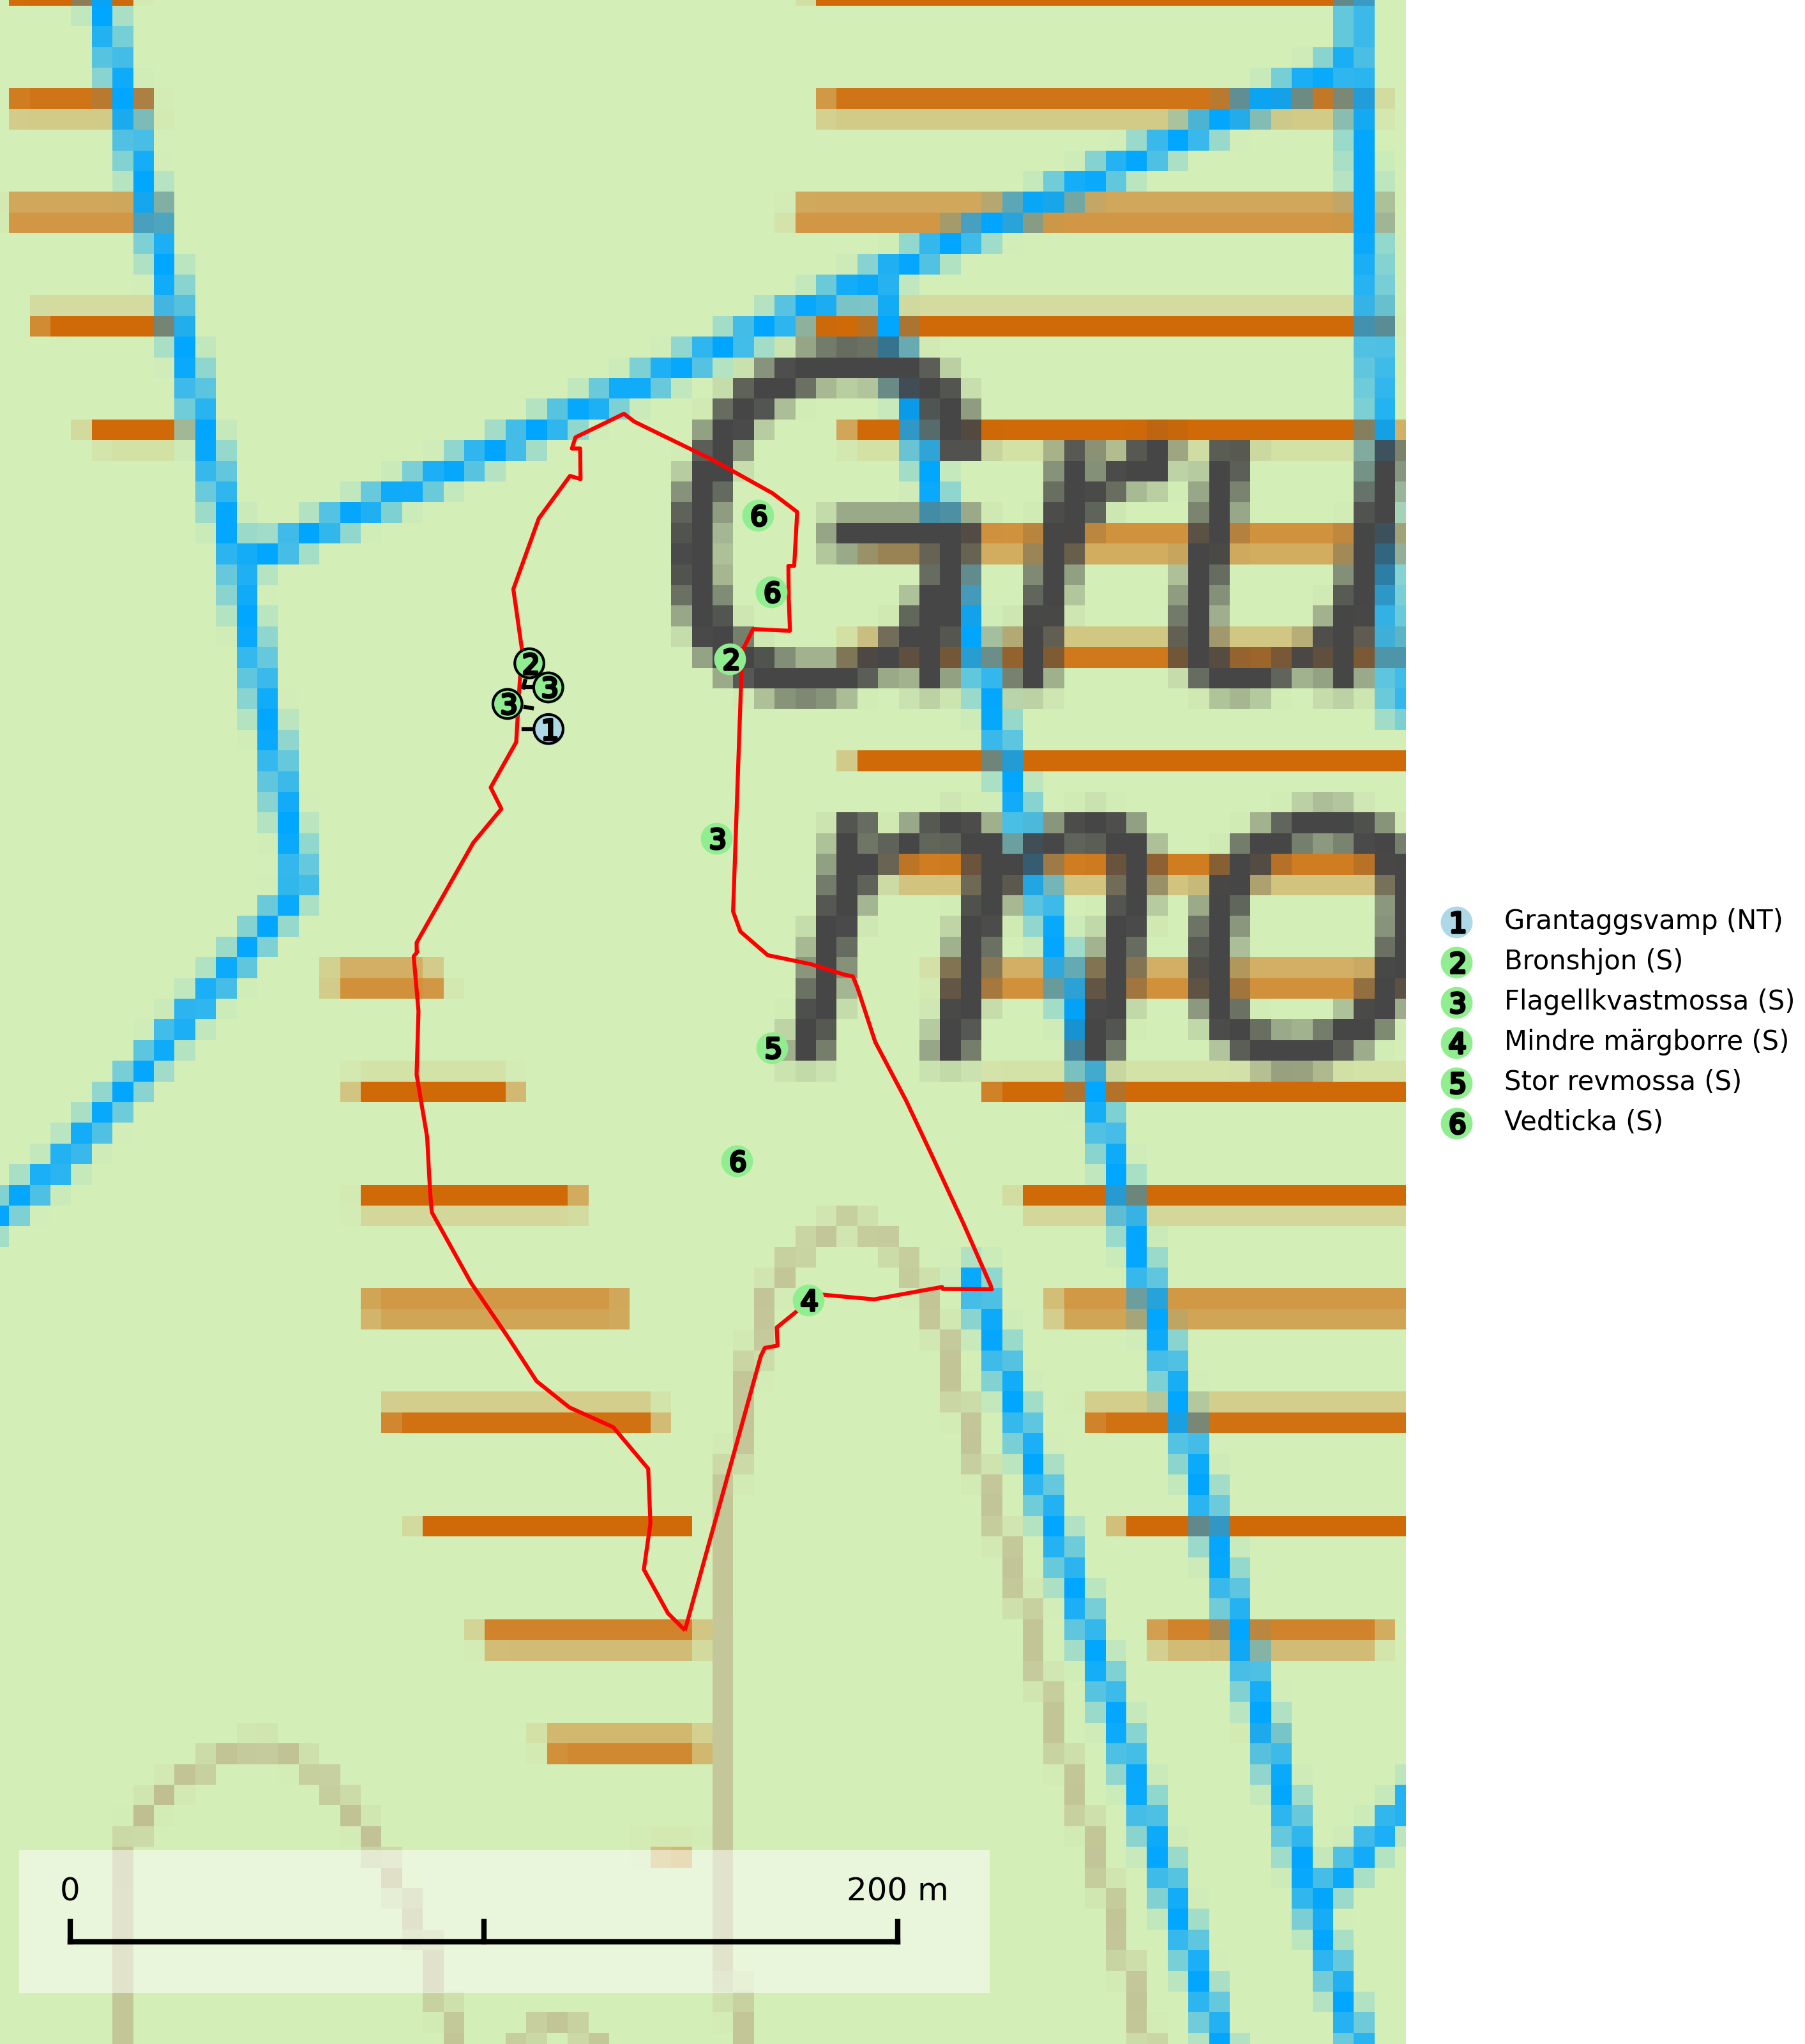 Gru
mo
6
6
2
2
3
3
1
3
5
6
4
1 Grantaggsvamp (NT)
2 Bronshjon (S)
3 Flagellkvastmossa (S)
4 Mindre märgborre (S)
5 Stor revmossa (S)
6 Vedticka (S)
0 200 m